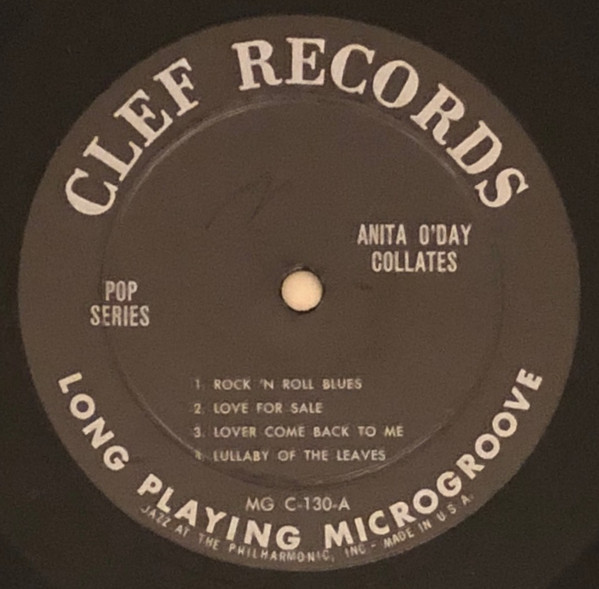 CLEF RECORDS
ANITA O'DAY
COLLATES
POP
SERIES
1. ROCK 'N ROLL BLUES
2. LOVE FOR SALE
3. LOVER COME BACK TO ME
4. LULLABY OF THE LEAVES
MG C-130-A
LONG PLAYING MICROGROOVE
JAZZ AT THE PHILHARMONIC, INC - MADE IN U.S.A.